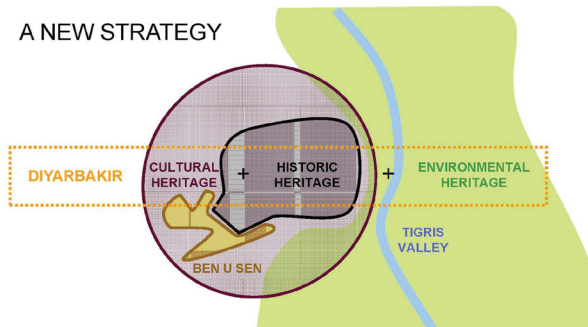 A NEW STRATEGY
DIYARBAKIR
CULTURAL
HERITAGE
+
HISTORIC
HERITAGE
+
ENVIRONMENTAL
HERITAGE
TIGRIS
VALLEY
BEN U SEN